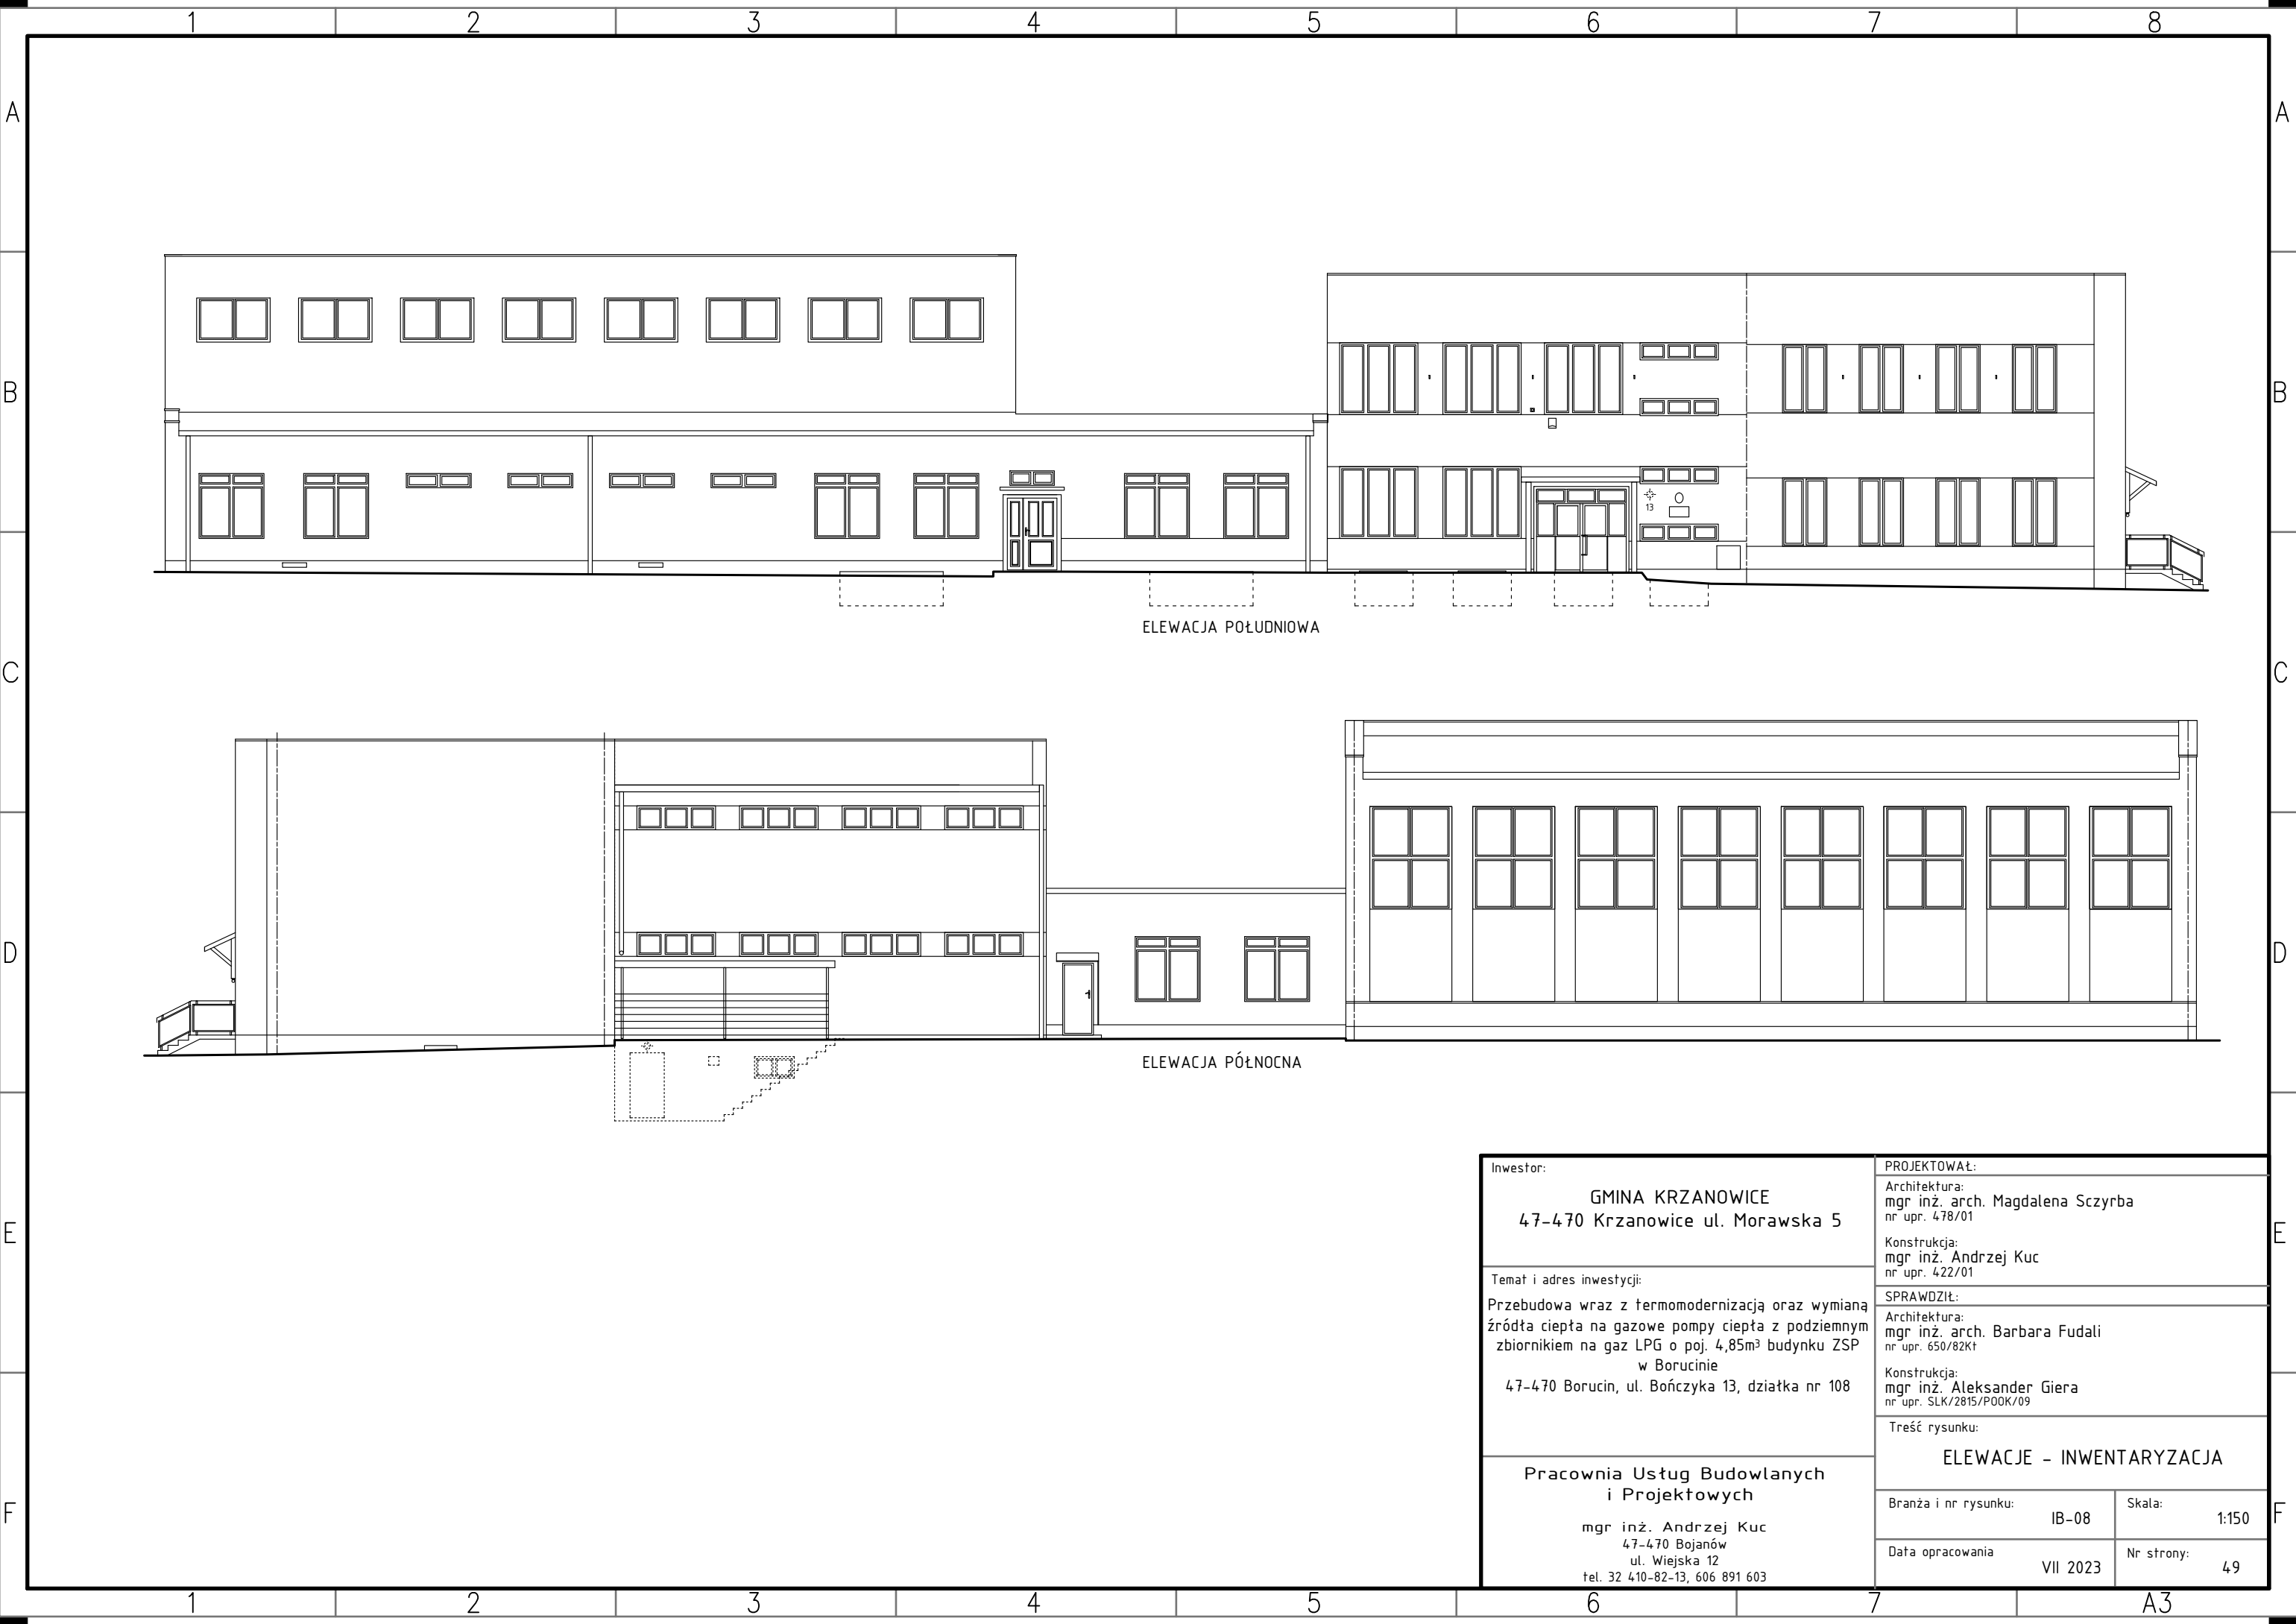 1 2 3 4 5 6 7 8
A A
B B
13
C C
ELEWACJA POŁUDNIOWA
D D
ELEWACJA PÓŁNOCNA
E E
F F
Inwestor:
GMINA KRZANOWICE
47-470 Krzanowice ul. Morawska 5
Temat i adres inwestycji:
Przebudowa wraz z termomodernizacją oraz wymianą
źródła ciepła na gazowe pompy ciepła z podziemnym
zbiornikiem na gaz LPG o poj. 4,85m³ budynku ZSP
w Borucinie
47-470 Borucin, ul. Bończyka 13, działka nr 108
Pracownia Usług Budowlanych
i Projektowych
mgr inż. Andrzej Kuc
47-470 Bojanów
ul. Wiejska 12
tel. 32 410-82-13, 606 891 603
PROJEKTOWAŁ:
Architektura:
mgr inż. arch. Magdalena Sczyrba
nr upr. 478/01
Konstrukcja:
mgr inż. Andrzej Kuc
nr upr. 422/01
SPRAWDZIŁ:
Architektura:
mgr inż. arch. Barbara Fudali
nr upr. 650/82Kt
Konstrukcja:
mgr inż. Aleksander Giera
nr upr. SLK/2815/POOK/09
Treść rysunku:
ELEWACJE - INWENTARYZACJA
Branża i nr rysunku:
IB-08
Skala:
1:150
Data opracowania
VII 2023
Nr strony:
49
1 2 3 4 5 6 7 A3